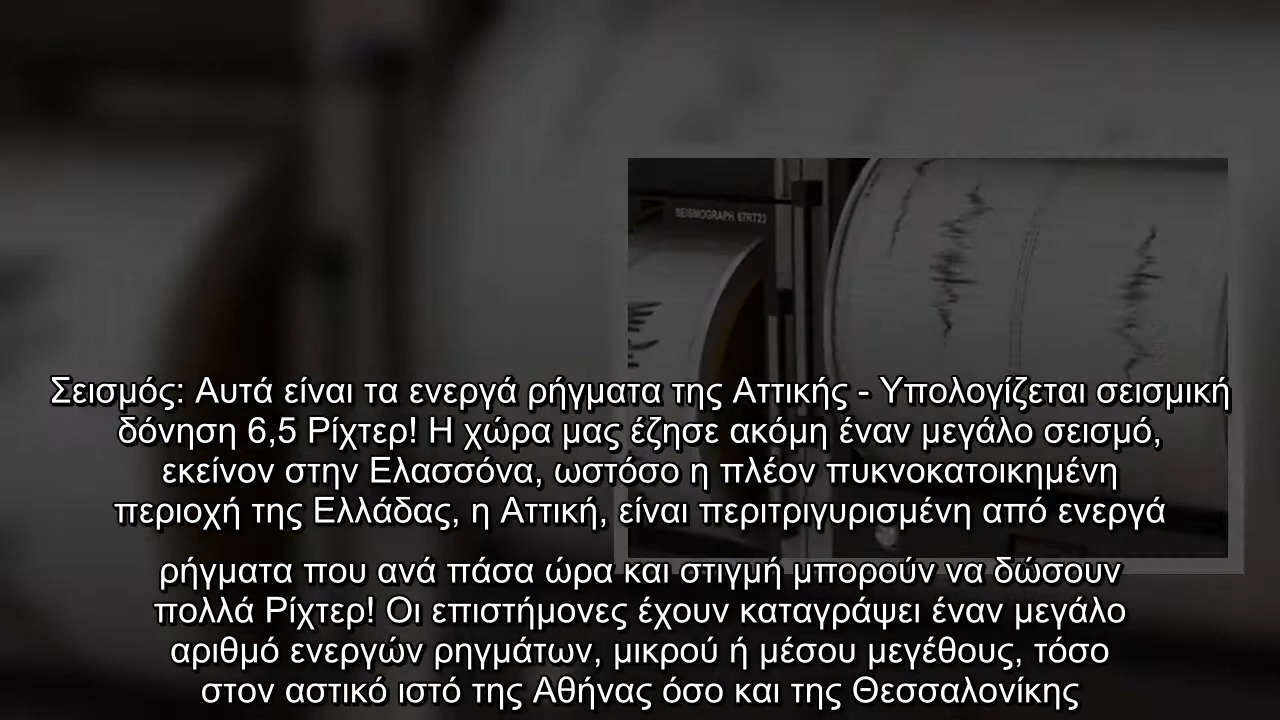 SEISMOGRAPH 67RT23
Σεισμός: Αυτά είναι τα ενεργά ρήγματα της Αττικής - Υπολογίζεται σεισμική
δόνηση 6,5 Ρίχτερ! Η χώρα μας έζησε ακόμη έναν μεγάλο σεισμό,
εκείνον στην Ελασσόνα, ωστόσο η πλέον πυκνοκατοικημένη
περιοχή της Ελλάδας, η Αττική, είναι περιτριγυρισμένη από ενεργά
ρήγματα που ανά πάσα ώρα και στιγμή μπορούν να δώσουν
πολλά Ρίχτερ! Οι επιστήμονες έχουν καταγράψει έναν μεγάλο
αριθμό ενεργών ρηγμάτων, μικρού ή μέσου μεγέθους, τόσο
στον αστικό ιστό της Αθήνας όσο και της Θεσσαλονίκης